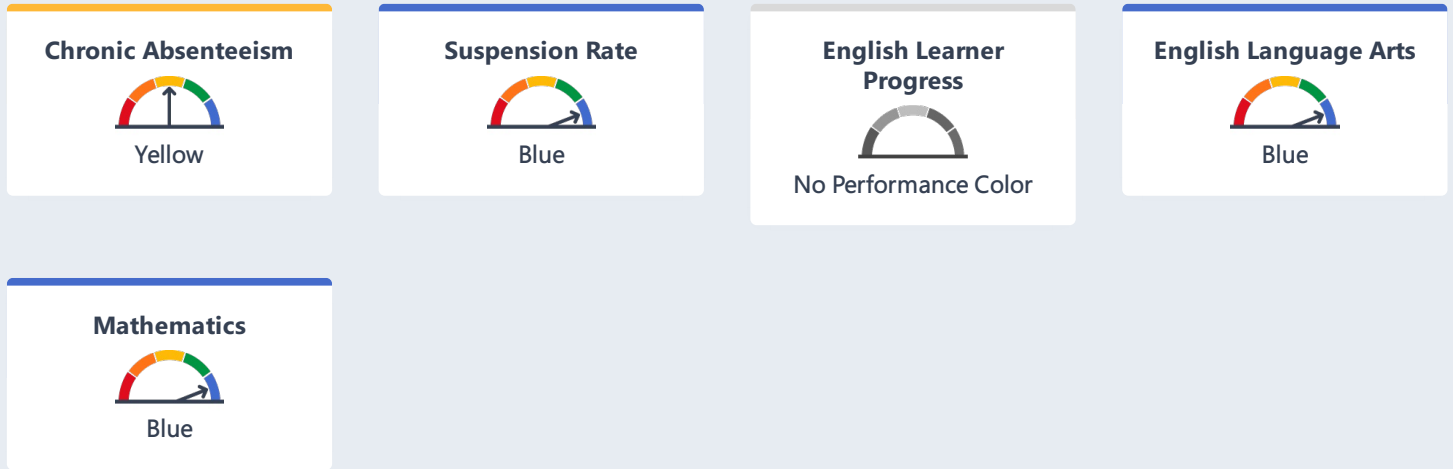 Chronic Absenteeism
Yellow
Suspension Rate
Blue
English Learner
Progress
No Performance Color
English Language Arts
Blue
Mathematics
Blue